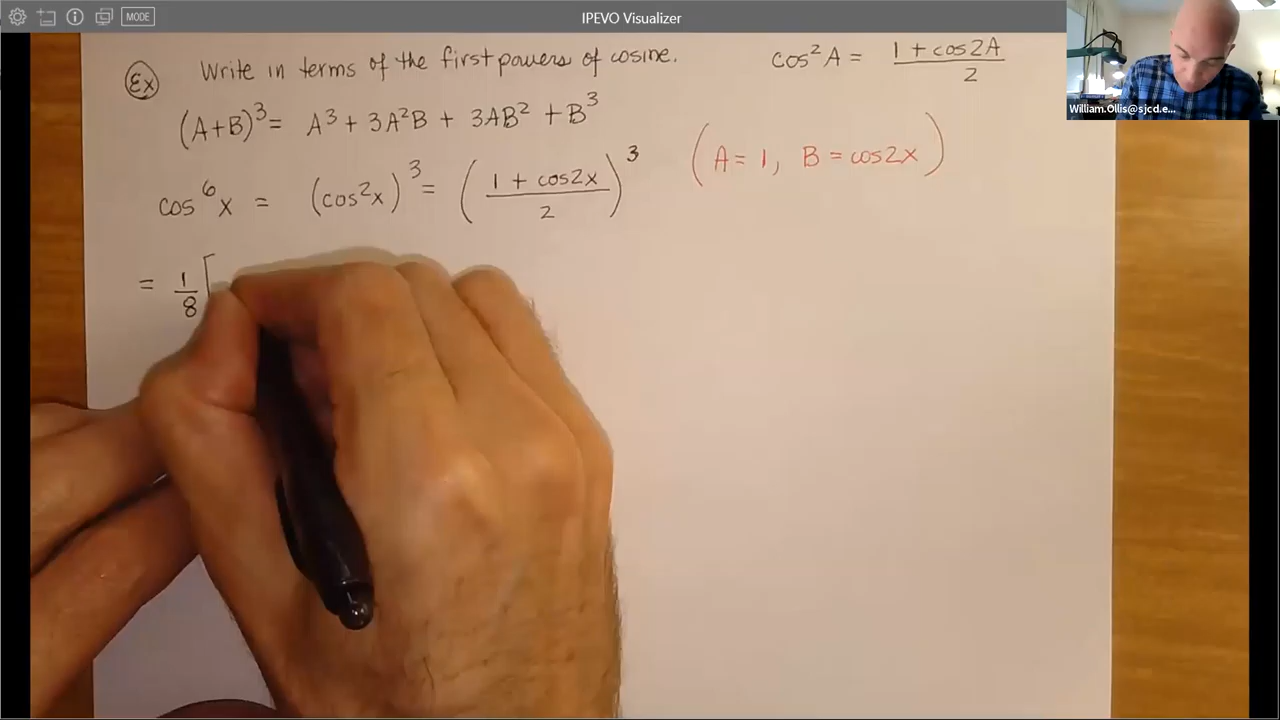 MODE
IPEVO Visualizer
Ex Write in terms of the first powers of cosine.
cos²A = (1 + cos2A)/2
(A+B)³ = A³ + 3A²B + 3AB² + B³
(A = 1, B = cos2x)
cos⁶x = (cos²x)³ = ((1 + cos2x)/2)³
= 1/8 [
William.Ollis@sjcd.e...